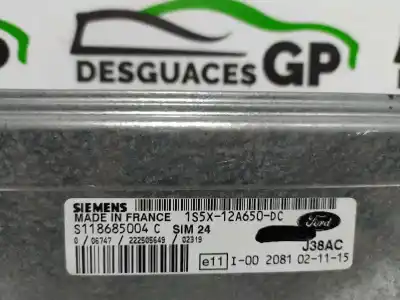 DESGUACES GP
SIEMENS 1S5X-12A650-DC
MADE IN FRANCE
S118685004 C SIM 24
0 / 06747 / 222505649 / 02319
Ford
J38AC
e11 I-00 2081 02-11-15